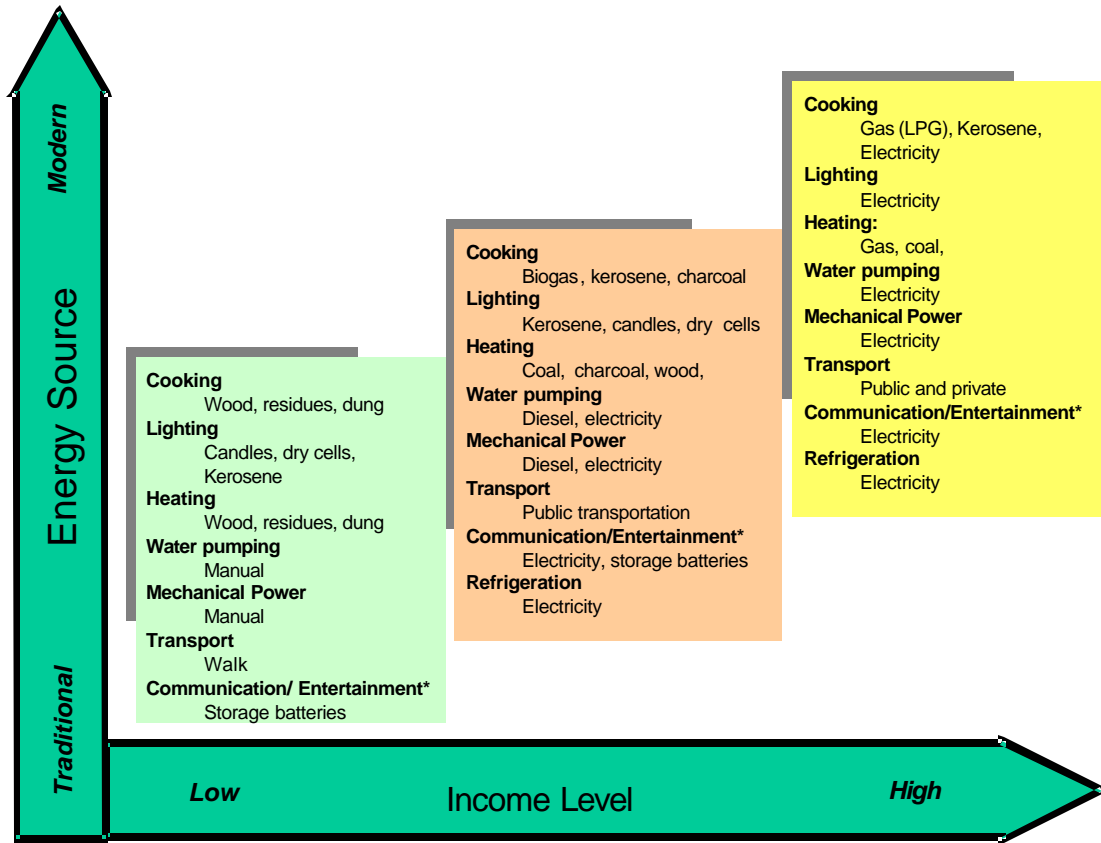 Modern
Energy Source
Traditional
Cooking
Wood, residues, dung
Lighting
Candles, dry cells,
Kerosene
Heating
Wood, residues, dung
Water pumping
Manual
Mechanical Power
Manual
Transport
Walk
Communication/ Entertainment*
Storage batteries
Cooking
Biogas, kerosene, charcoal
Lighting
Kerosene, candles, dry cells
Heating
Coal, charcoal, wood,
Water pumping
Diesel, electricity
Mechanical Power
Diesel, electricity
Transport
Public transportation
Communication/Entertainment*
Electricity, storage batteries
Refrigeration
Electricity
Cooking
Gas (LPG), Kerosene,
Electricity
Lighting
Electricity
Heating:
Gas, coal,
Water pumping
Electricity
Mechanical Power
Electricity
Transport
Public and private
Communication/Entertainment*
Electricity
Refrigeration
Electricity
Low
Income Level
High